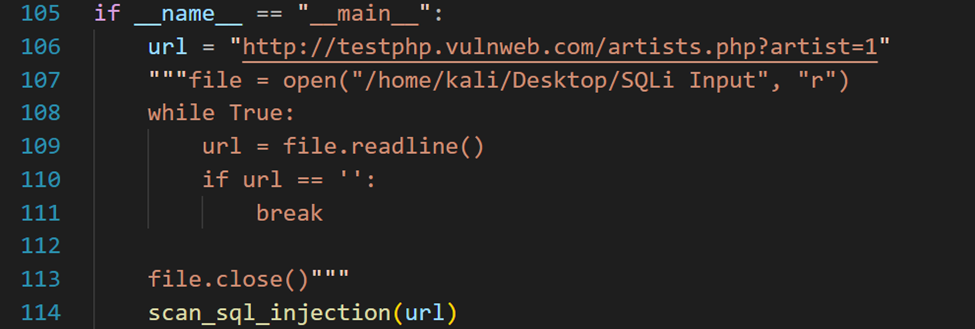 105 if __name__ == "__main__":
106     url = "http://testphp.vulnweb.com/artists.php?artist=1"
107     """file = open("/home/kali/Desktop/SQLi Input", "r")
108     while True:
109         url = file.readline()
110         if url == '':
111             break
112
113     file.close()"""
114     scan_sql_injection(url)